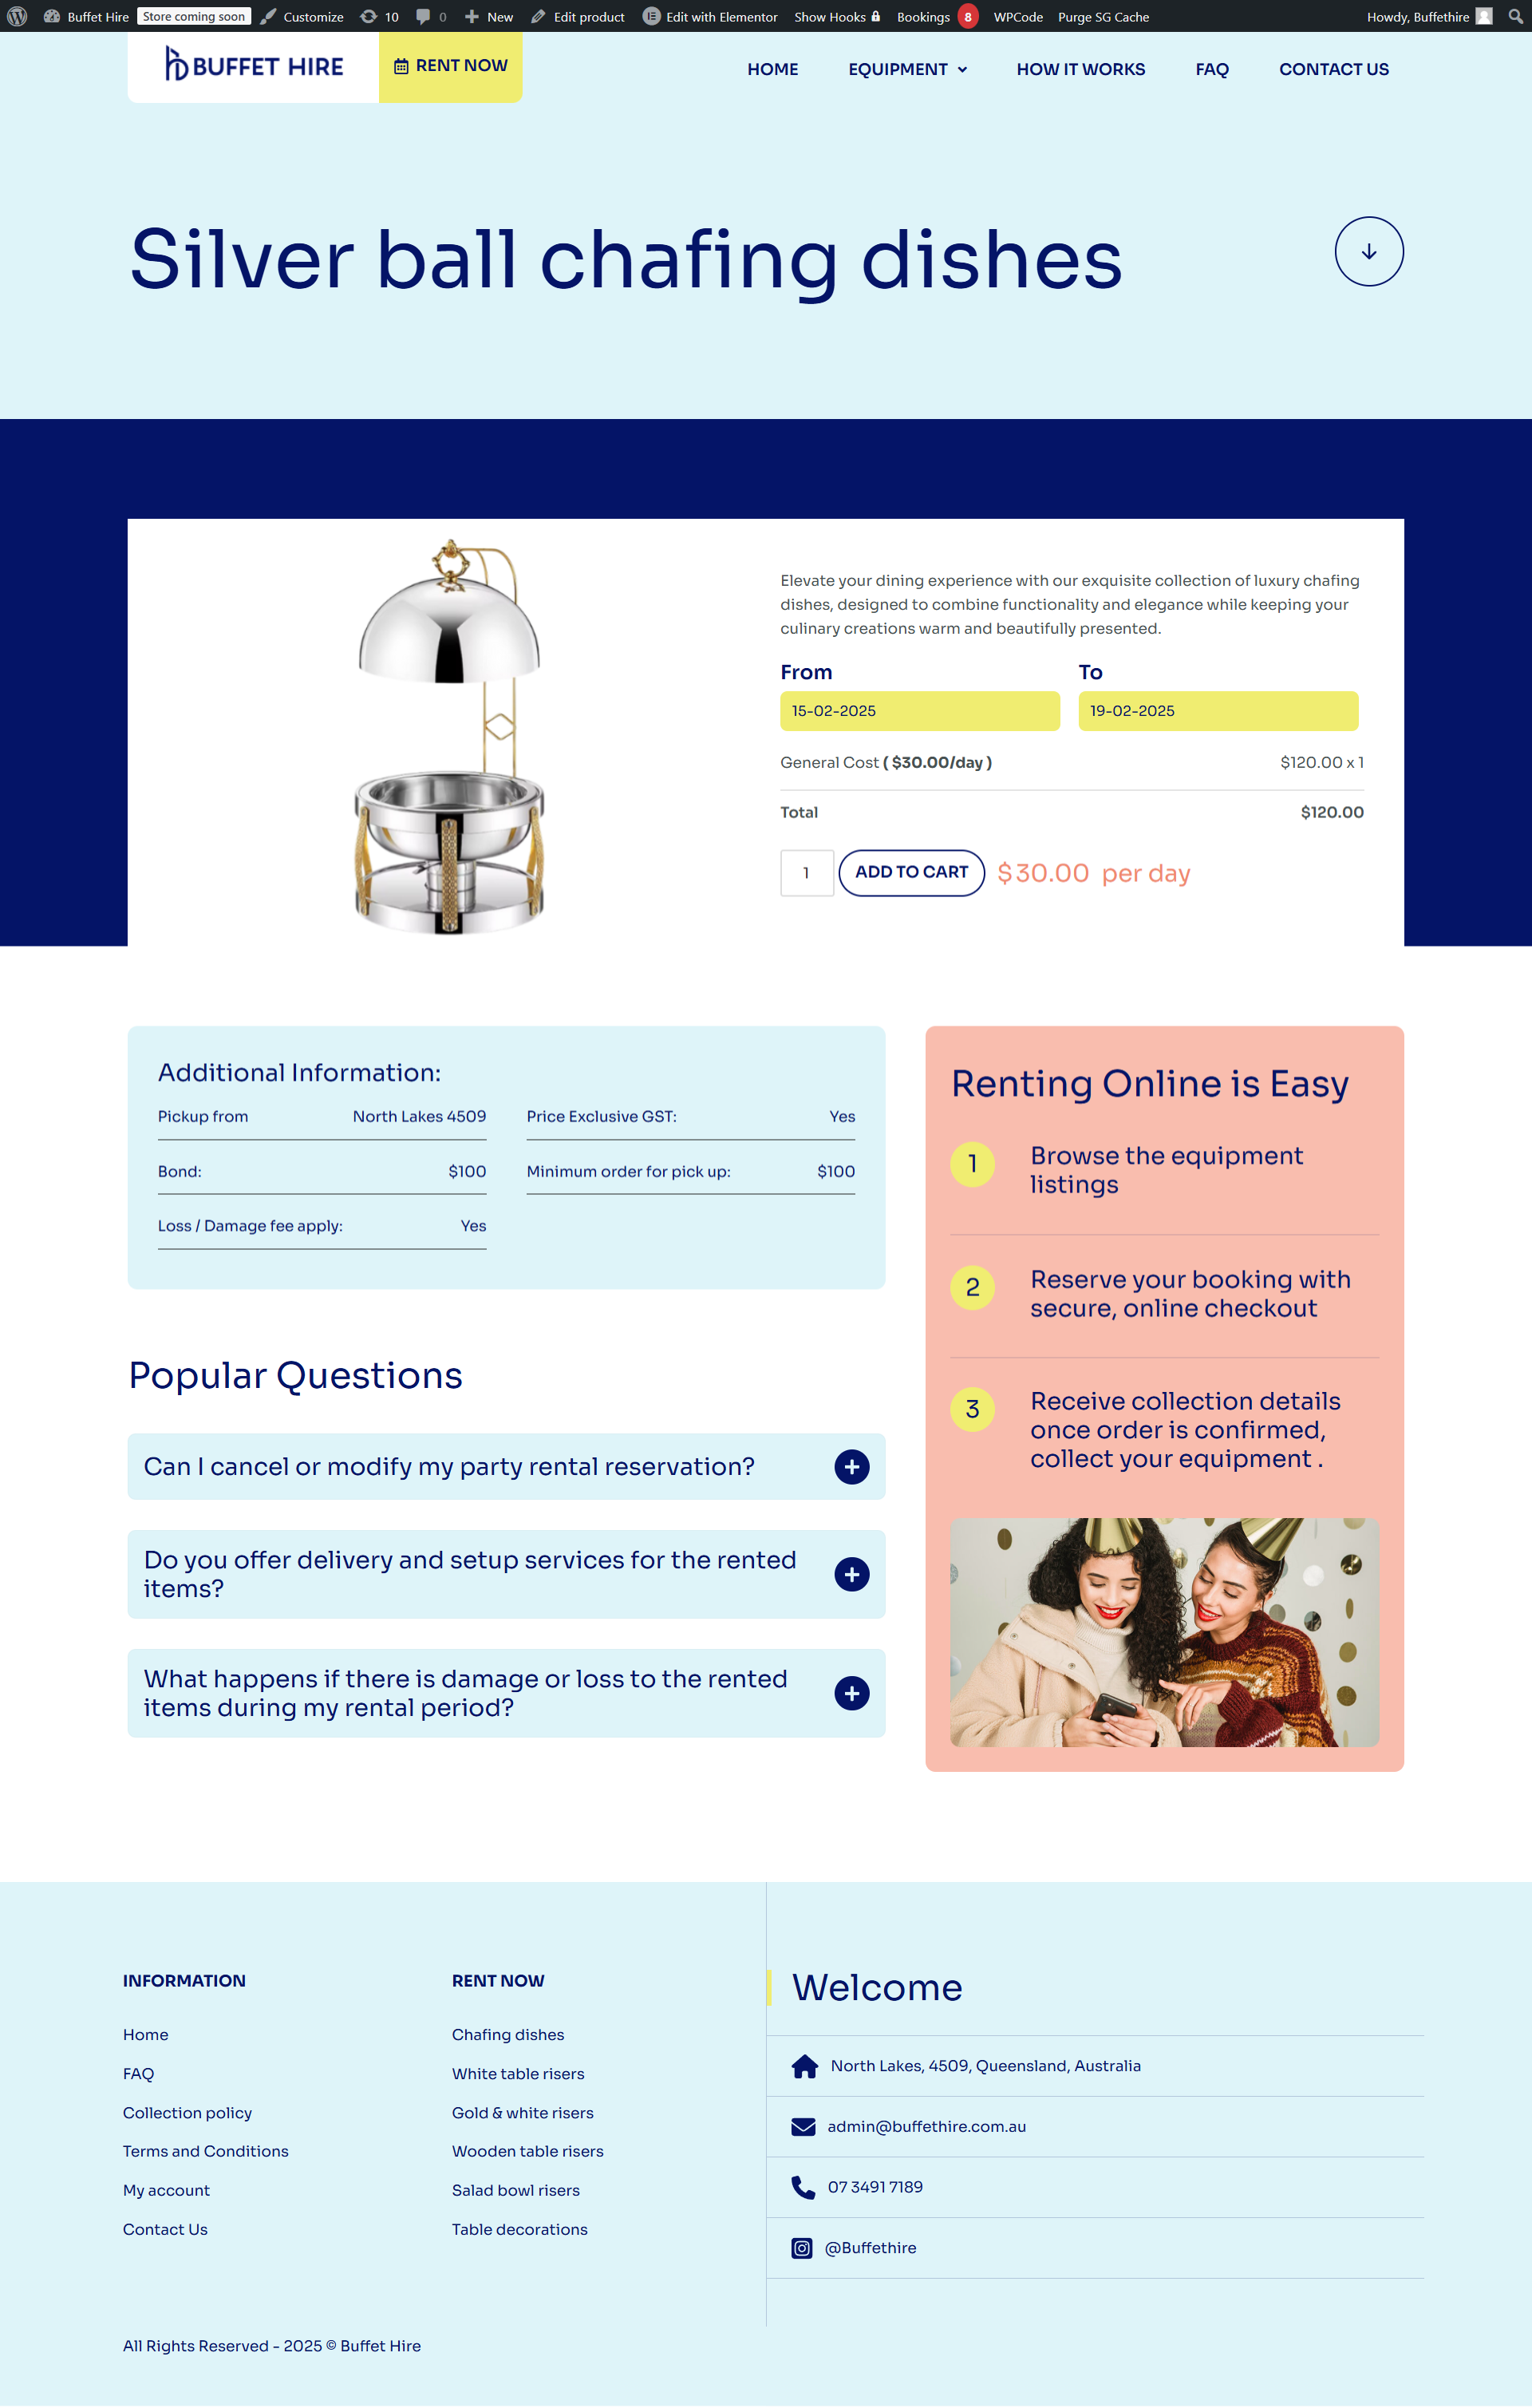 Buffet Hire Store coming soon Customize 10 0 New Edit product Edit with Elementor Show Hooks Bookings 8 WPCode Purge SG Cache Howdy, Buffethire
BUFFET HIRE
RENT NOW
HOME EQUIPMENT HOW IT WORKS FAQ CONTACT US
Silver ball chafing dishes
Elevate your dining experience with our exquisite collection of luxury chafing
dishes, designed to combine functionality and elegance while keeping your
culinary creations warm and beautifully presented.
From To
15-02-2025 19-02-2025
General Cost ( $30.00/day ) $120.00 x 1
Total $120.00
1 ADD TO CART $30.00 per day
Additional Information:
Pickup from North Lakes 4509
Price Exclusive GST: Yes
Bond: $100
Minimum order for pick up: $100
Loss / Damage fee apply: Yes
Renting Online is Easy
1 Browse the equipment
listings
2 Reserve your booking with
secure, online checkout
3 Receive collection details
once order is confirmed,
collect your equipment .
Popular Questions
Can I cancel or modify my party rental reservation?
Do you offer delivery and setup services for the rented
items?
What happens if there is damage or loss to the rented
items during my rental period?
INFORMATION
Home
FAQ
Collection policy
Terms and Conditions
My account
Contact Us
RENT NOW
Chafing dishes
White table risers
Gold & white risers
Wooden table risers
Salad bowl risers
Table decorations
Welcome
North Lakes, 4509, Queensland, Australia
admin@buffethire.com.au
07 3491 7189
@Buffethire
All Rights Reserved - 2025 © Buffet Hire